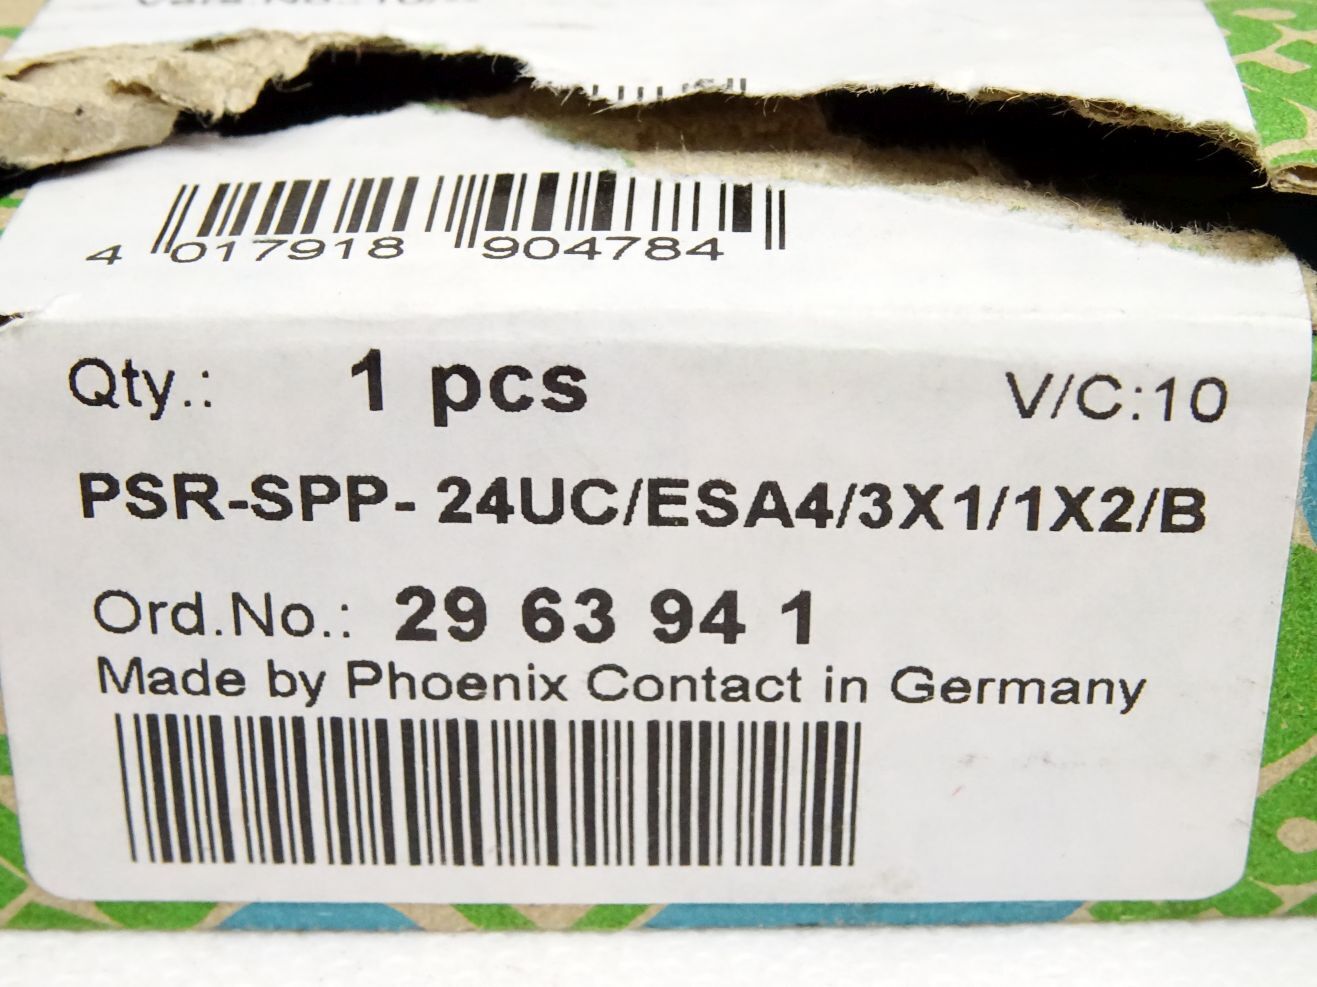 4 017918 904784
Qty.: 1 pcs V/C:10
PSR-SPP- 24UC/ESA4/3X1/1X2/B
Ord.No.: 29 63 94 1
Made by Phoenix Contact in Germany